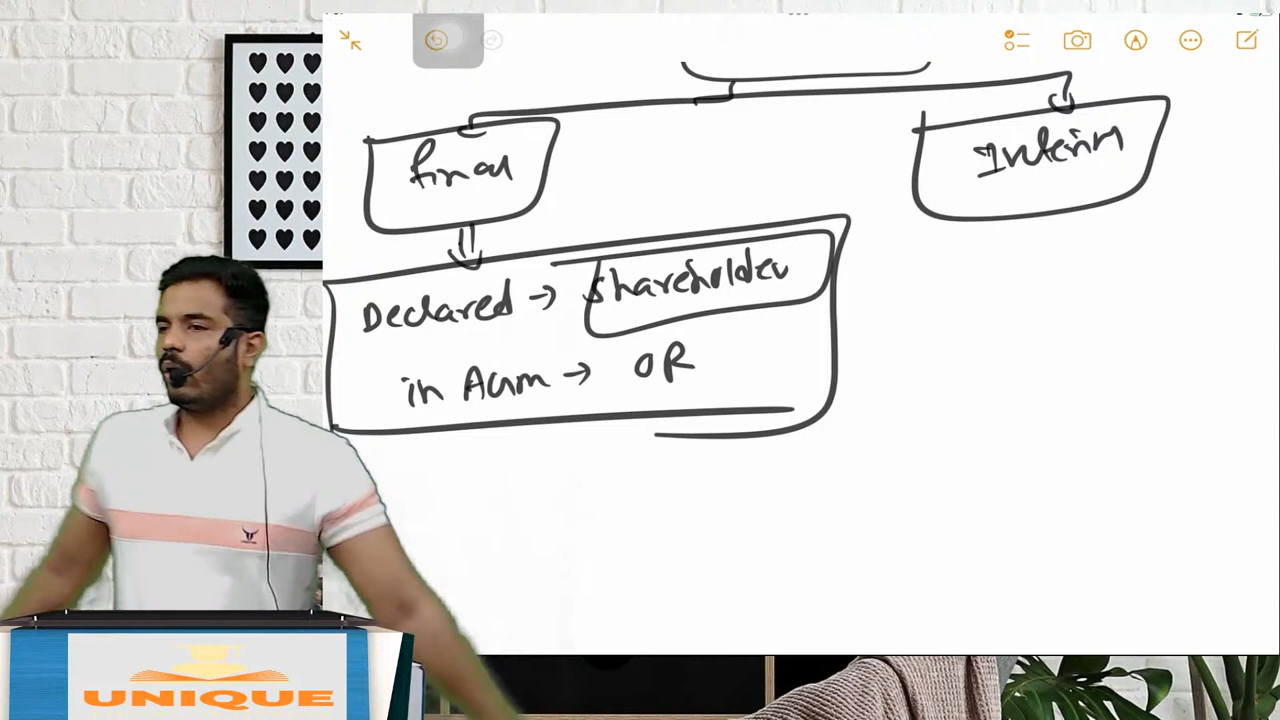 Final
Interim
Declared → Shareholder
in AGM → OR
UNIQUE